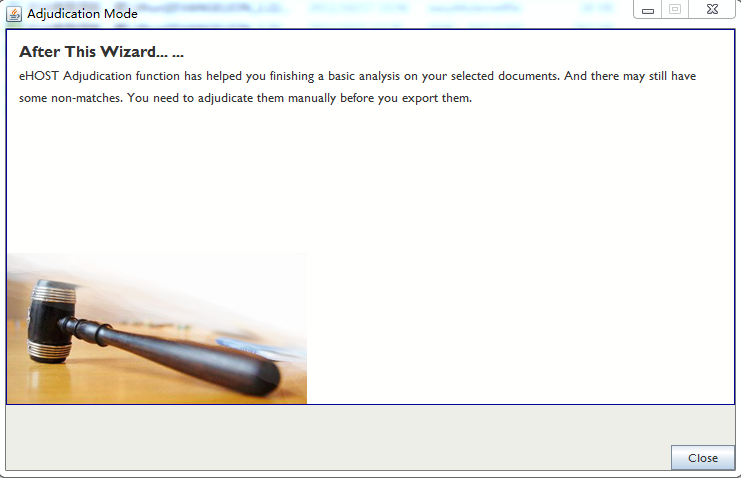 Adjudication Mode
After This Wizard... ...
eHOST Adjudication function has helped you finishing a basic analysis on your selected documents. And there may still have
some non-matches. You need to adjudicate them manually before you export them.
Close